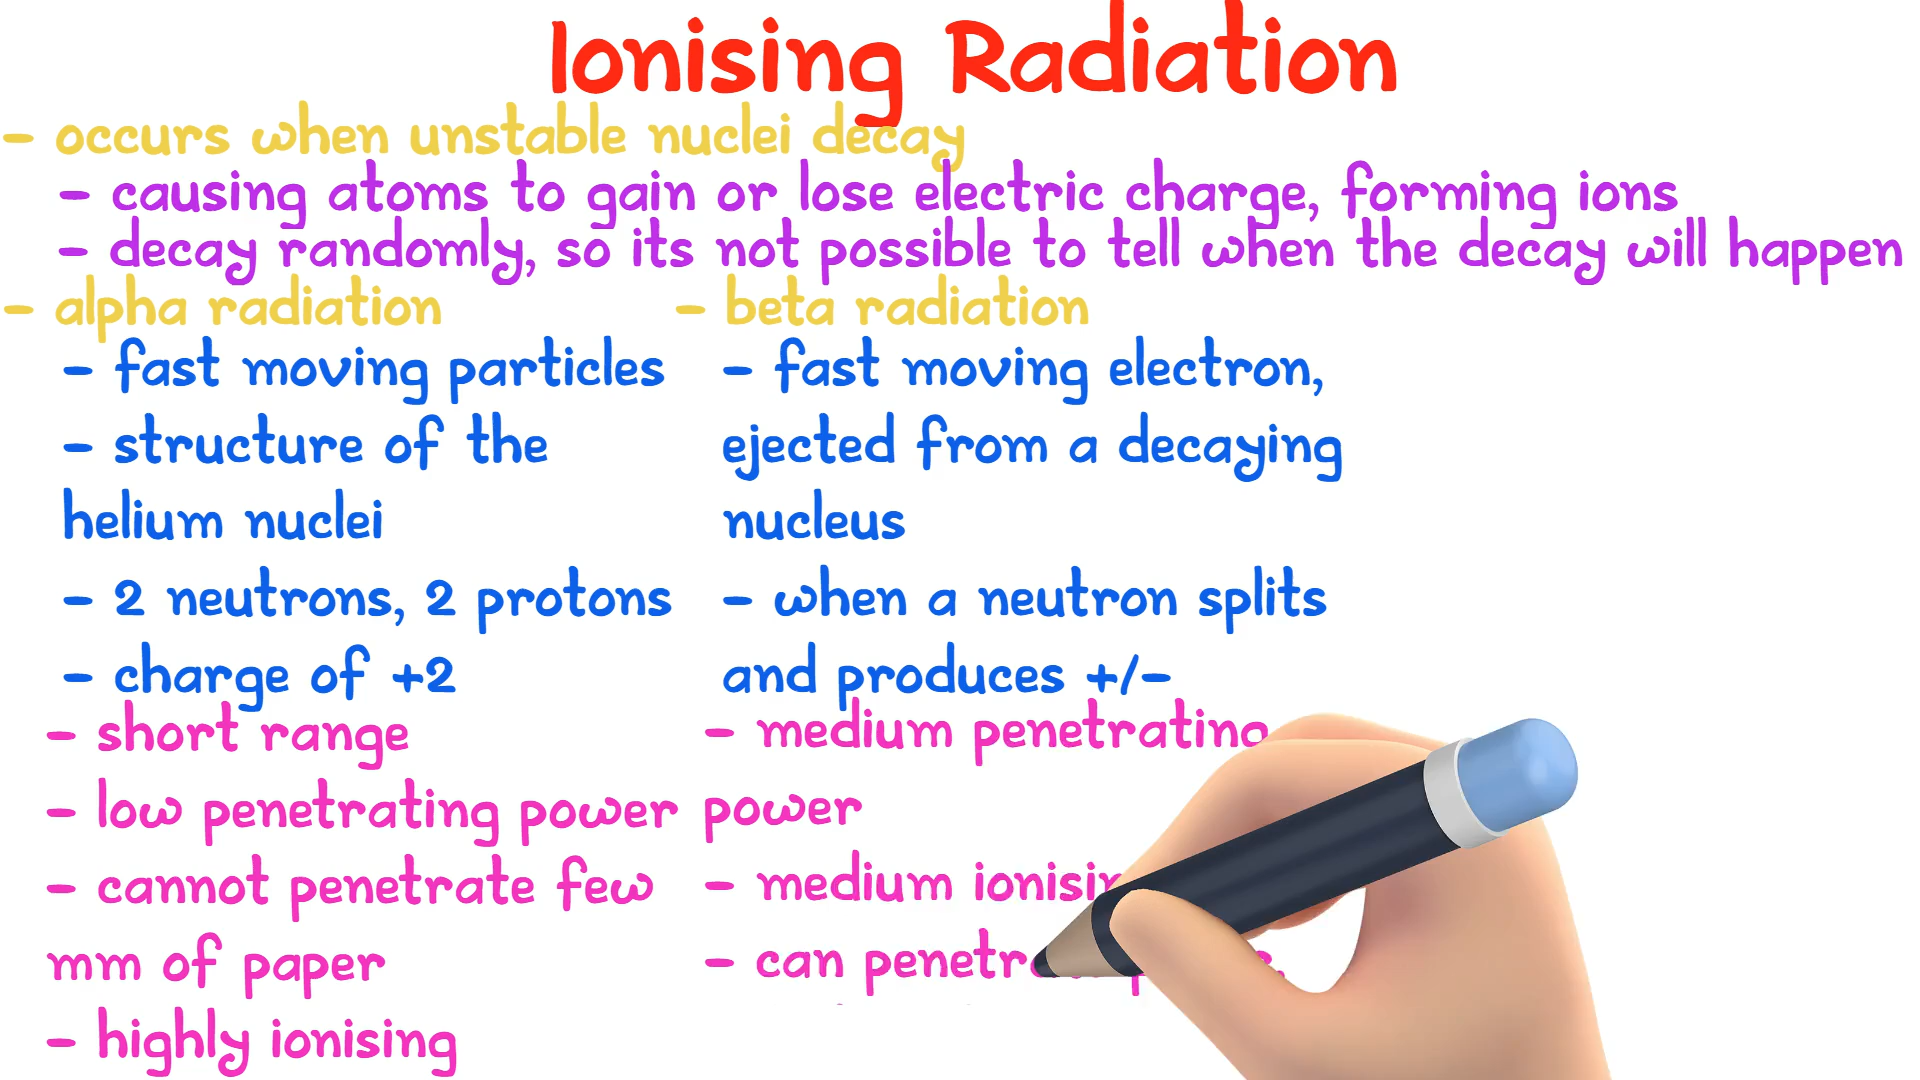 Ionising Radiation
- occurs when unstable nuclei decay
- causing atoms to gain or lose electric charge, forming ions
- decay randomly, so its not possible to tell when the decay will happen
- alpha radiation
- fast moving particles
- structure of the
helium nuclei
- 2 neutrons, 2 protons
- charge of +2
- short range
- low penetrating power
- cannot penetrate few
mm of paper
- highly ionising
- beta radiation
- fast moving electron,
ejected from a decaying
nucleus
- when a neutron splits
and produces +/-
- medium penetrating
power
- medium
- can